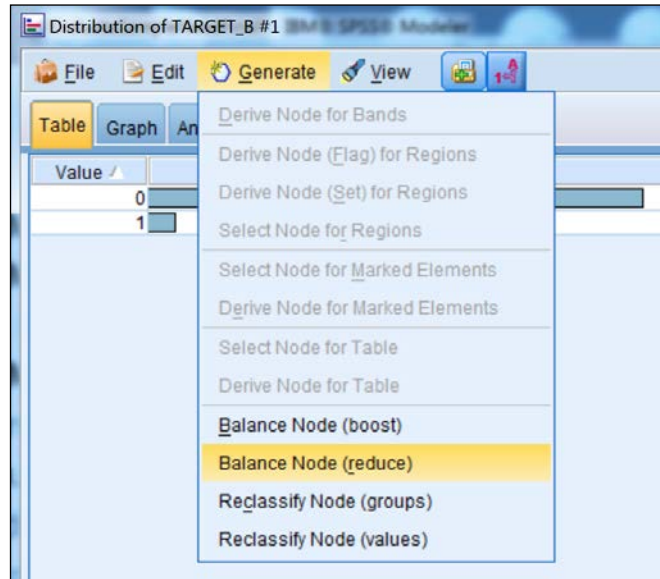 Distribution of TARGET_B #1 IBM® SPSS® Modeler
File Edit Generate View
Table Graph An
Derive Node for Bands
Derive Node (Flag) for Regions
Derive Node (Set) for Regions
Select Node for Regions
Select Node for Marked Elements
Derive Node for Marked Elements
Select Node for Table
Derive Node for Table
Balance Node (boost)
Balance Node (reduce)
Reclassify Node (groups)
Reclassify Node (values)
Value
0
1